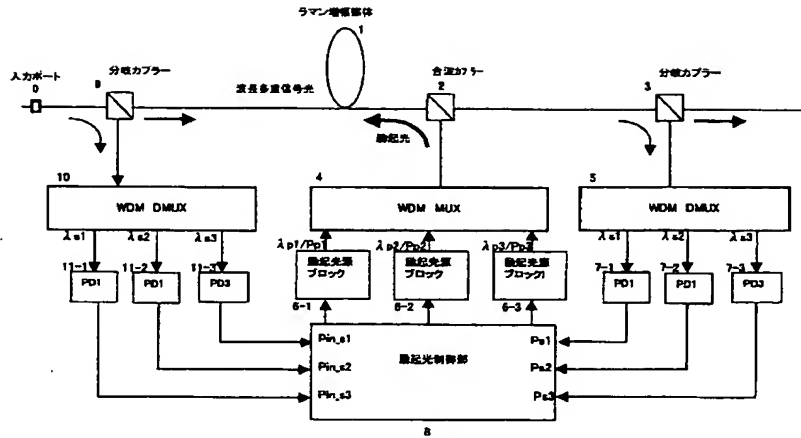 ラマン増幅媒体
1
入力ポート
0
分岐カプラー
9
波長多重信号光
合波カプラー
2
励起光
分岐カプラー
3
10
WDM DMUX
λs1
λs2
λs3
4
WDM MUX
5
WDM DMUX
λs1
λs2
λs3
λp1/Pp1
λp2/Pp2
λp3/Pp3
11-1
PD1
11-2
PD1
11-3
PD3
励起光源
ブロック
励起光源
ブロック
励起光源
ブロック
7-1
PD1
7-2
PD1
7-3
PD3
6-1
6-2
6-3
Pin_s1
Pin_s2
Pin_s3
励起光制御部
Ps1
Ps2
Ps3
8